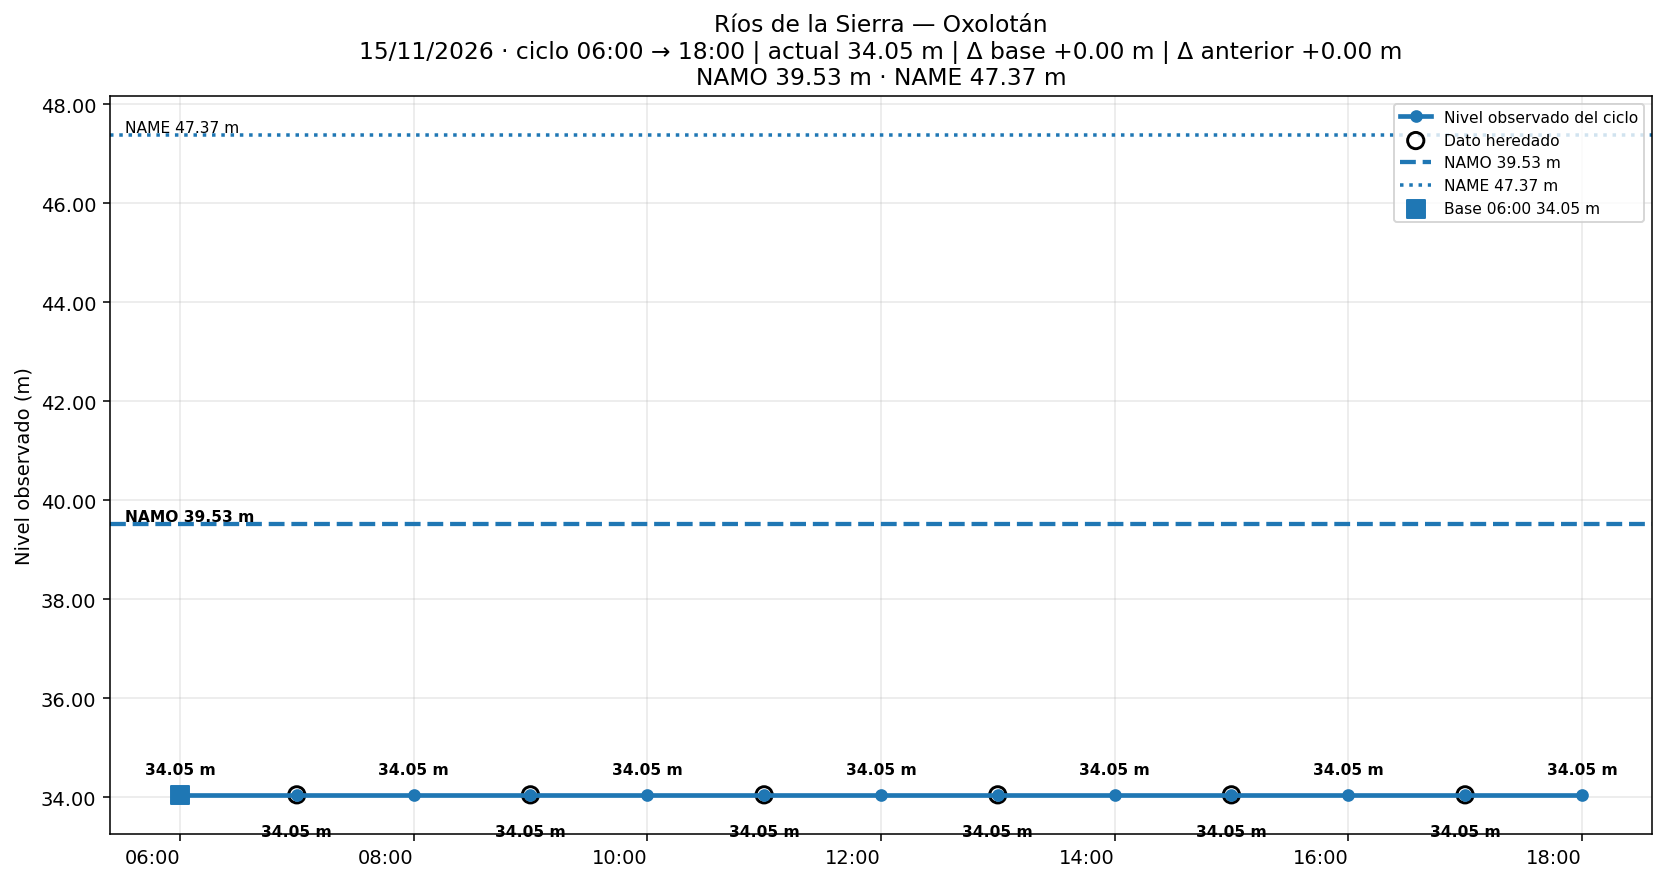 Ríos de la Sierra — Oxolotán
15/11/2026 · ciclo 06:00 → 18:00 | actual 34.05 m | Δ base +0.00 m | Δ anterior +0.00 m
NAMO 39.53 m · NAME 47.37 m
48.00
46.00
44.00
42.00
40.00
38.00
36.00
34.00
Nivel observado (m)
NAME 47.37 m
NAMO 39.53 m
Nivel observado del ciclo
Dato heredado
NAMO 39.53 m
NAME 47.37 m
Base 06:00 34.05 m
34.05 m 34.05 m 34.05 m 34.05 m 34.05 m 34.05 m 34.05 m
34.05 m 34.05 m 34.05 m 34.05 m 34.05 m 34.05 m
06:00 08:00 10:00 12:00 14:00 16:00 18:00